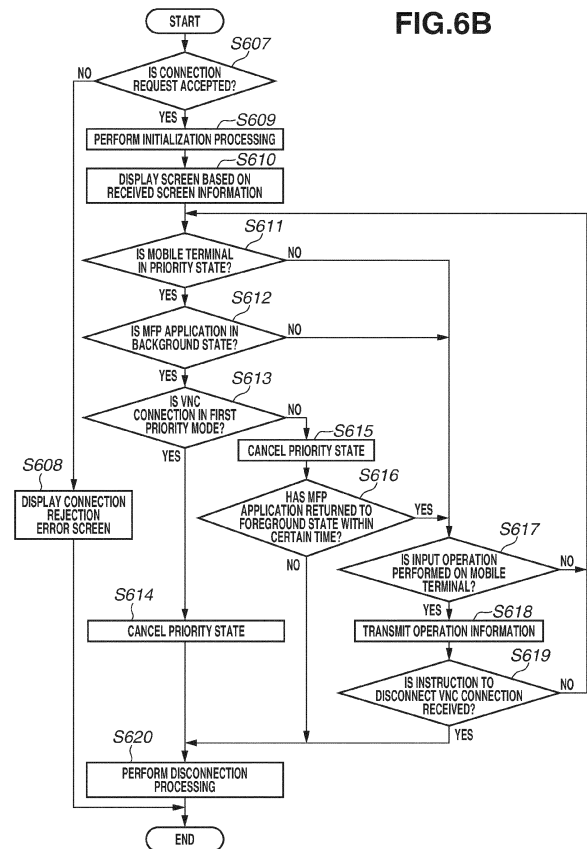 FIG.6B
START
S607
IS CONNECTION
REQUEST ACCEPTED?
NO
YES
S609
PERFORM INITIALIZATION PROCESSING
S610
DISPLAY SCREEN BASED ON
RECEIVED SCREEN INFORMATION
S611
IS MOBILE TERMINAL
IN PRIORITY STATE?
NO
YES
S612
IS MFP APPLICATION IN
BACKGROUND STATE?
NO
YES
S613
IS VNC
CONNECTION IN FIRST
PRIORITY MODE?
NO
YES
S615
CANCEL PRIORITY STATE
S616
HAS MFP
APPLICATION RETURNED TO
FOREGROUND STATE WITHIN
CERTAIN TIME?
YES
NO
S608
DISPLAY CONNECTION
REJECTION
ERROR SCREEN
S617
IS INPUT OPERATION
PERFORMED ON MOBILE
TERMINAL?
NO
YES
S614
CANCEL PRIORITY STATE
S618
TRANSMIT OPERATION INFORMATION
S619
IS INSTRUCTION TO
DISCONNECT VNC CONNECTION
RECEIVED?
NO
YES
S620
PERFORM DISCONNECTION
PROCESSING
END